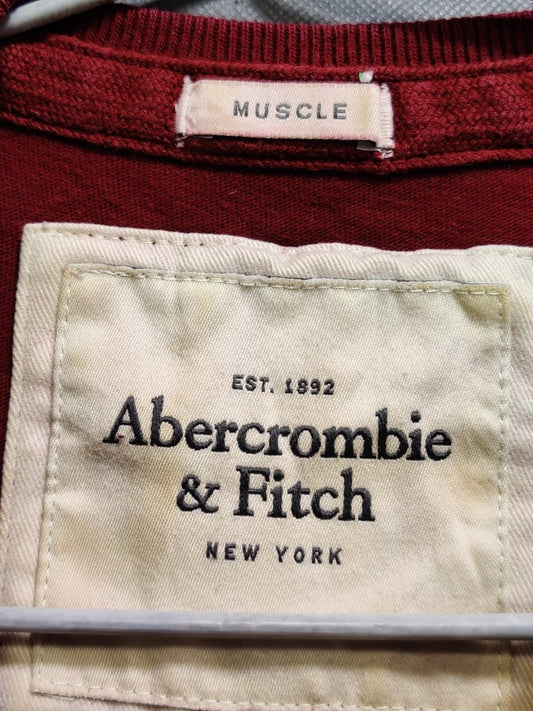 MUSCLE
EST. 1892
Abercrombie
& Fitch
NEW YORK